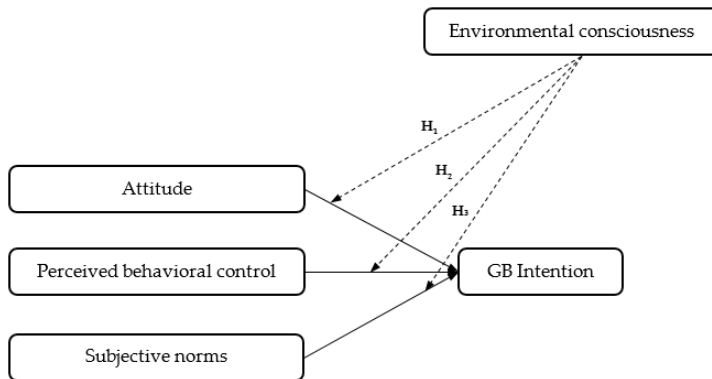 Environmental consciousness
H₁
H₂
H₃
Attitude
Perceived behavioral control
GB Intention
Subjective norms